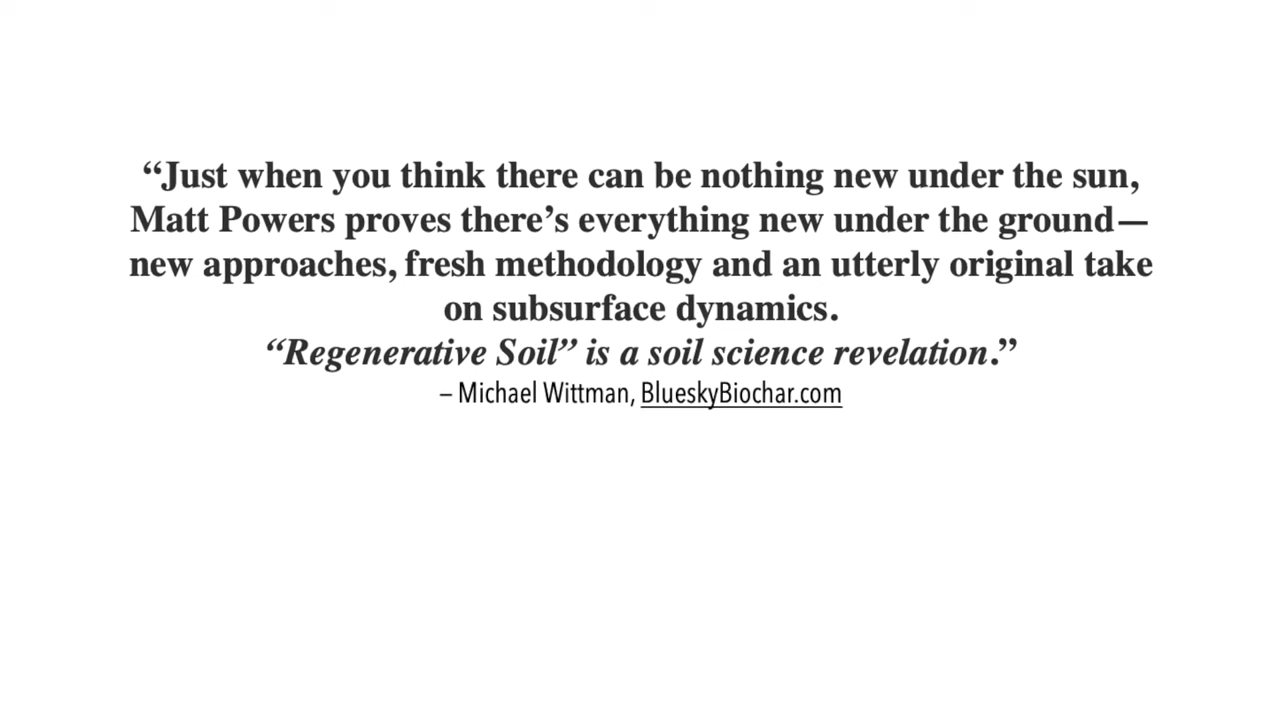 “Just when you think there can be nothing new under the sun,
Matt Powers proves there’s everything new under the ground—
new approaches, fresh methodology and an utterly original take
on subsurface dynamics.
“Regenerative Soil” is a soil science revelation.”
– Michael Wittman, BlueskyBiochar.com